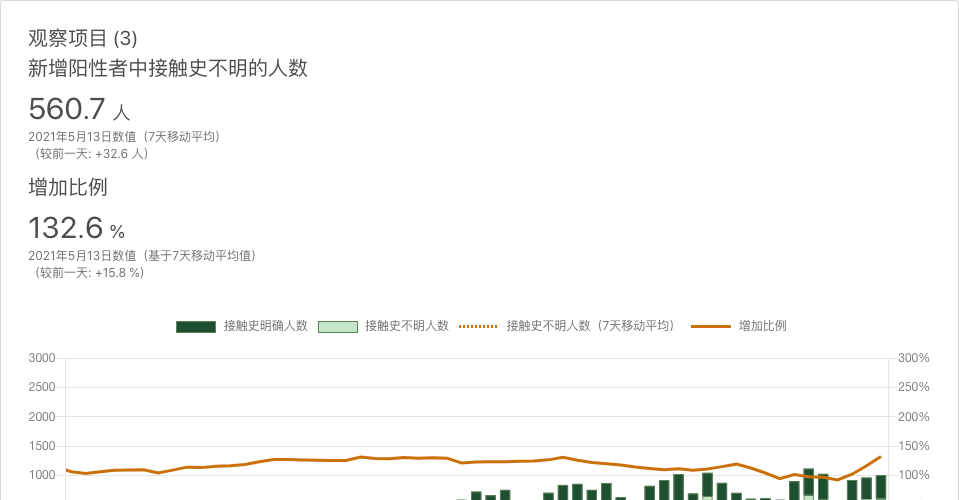 观察项目 (3)
新增阳性者中接触史不明的人数
560.7 人
2021年5月13日数值（7天移动平均）
（较前一天: +32.6 人）
增加比例
132.6 %
2021年5月13日数值（基于7天移动平均值）
（较前一天: +15.8 %）
接触史明确人数 接触史不明人数 接触史不明人数（7天移动平均） 增加比例
3000 300%
2500 250%
2000 200%
1500 150%
1000 100%